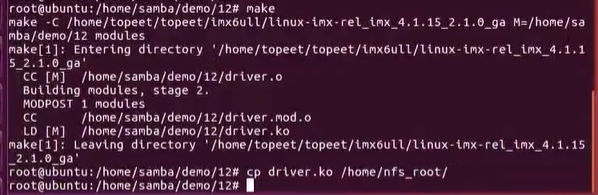 root@ubuntu:/home/samba/demo/12# make
make -C /home/topeet/topeet/imx6ull/linux-imx-rel_imx_4.1.15_2.1.0_ga M=/home/sa
mba/demo/12 modules
make[1]: Entering directory '/home/topeet/topeet/imx6ull/linux-imx-rel_imx_4.1.1
5_2.1.0_ga'
  CC [M]  /home/samba/demo/12/driver.o
  Building modules, stage 2.
  MODPOST 1 modules
  CC      /home/samba/demo/12/driver.mod.o
  LD [M]  /home/samba/demo/12/driver.ko
make[1]: Leaving directory '/home/topeet/topeet/imx6ull/linux-imx-rel_imx_4.1.15
_2.1.0_ga'
root@ubuntu:/home/samba/demo/12# cp driver.ko /home/nfs_root/
root@ubuntu:/home/samba/demo/12#